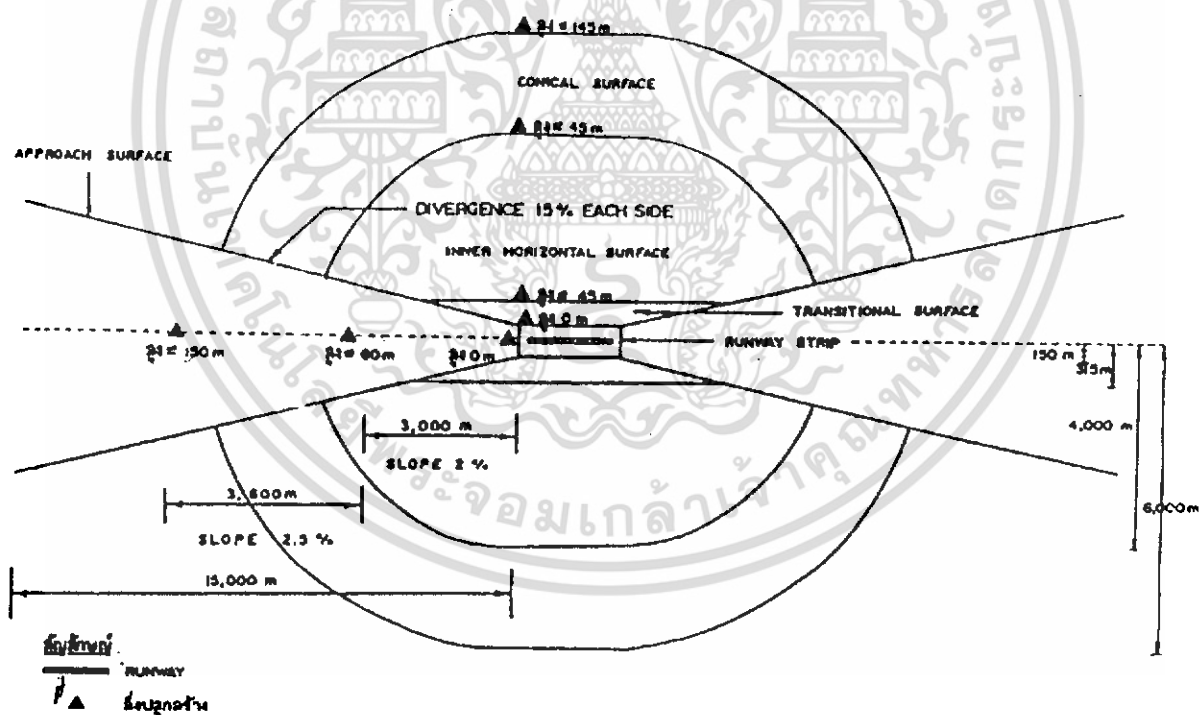 สูง = 145 m
CONICAL SURFACE
สูง = 45 m
APPROACH SURFACE
DIVERGENCE 15 % EACH SIDE
INNER HORIZONTAL SURFACE
สูง = 45 m
TRANSITIONAL SURFACE
สูง 0 m
RUNWAY STRIP
สูง = 150 m
สูง = 60 m
สูง 0 m
150 m
315 m
3,000 m
4,000 m
SLOPE 2 %
3,600 m
6,000 m
SLOPE 2.5 %
15,000 m
สัญลักษณ์
RUNWAY
สิ่งปลูกสร้าง